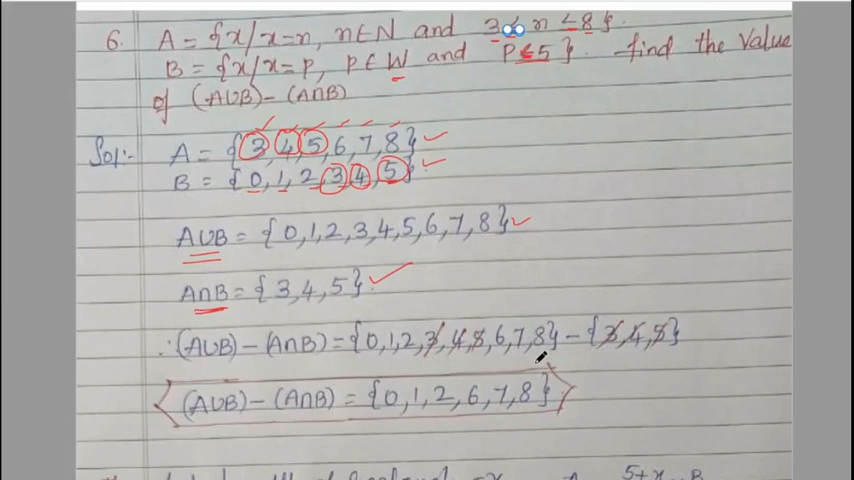 6. A = {x/x=n, n∈N and 3≤ n ≤8}.
B = {x/x=p, p∈W and P≤5}. find the value
of (A∪B)-(A∩B)
Sol:- A = {3,4,5,6,7,8}
B = {0,1,2,3,4,5}
A∪B = {0,1,2,3,4,5,6,7,8}
A∩B = {3,4,5}
∴(A∪B)-(A∩B) = {0,1,2,3,4,5,6,7,8} - {3,4,5}
(A∪B)-(A∩B) = {0,1,2,6,7,8}
5+x B